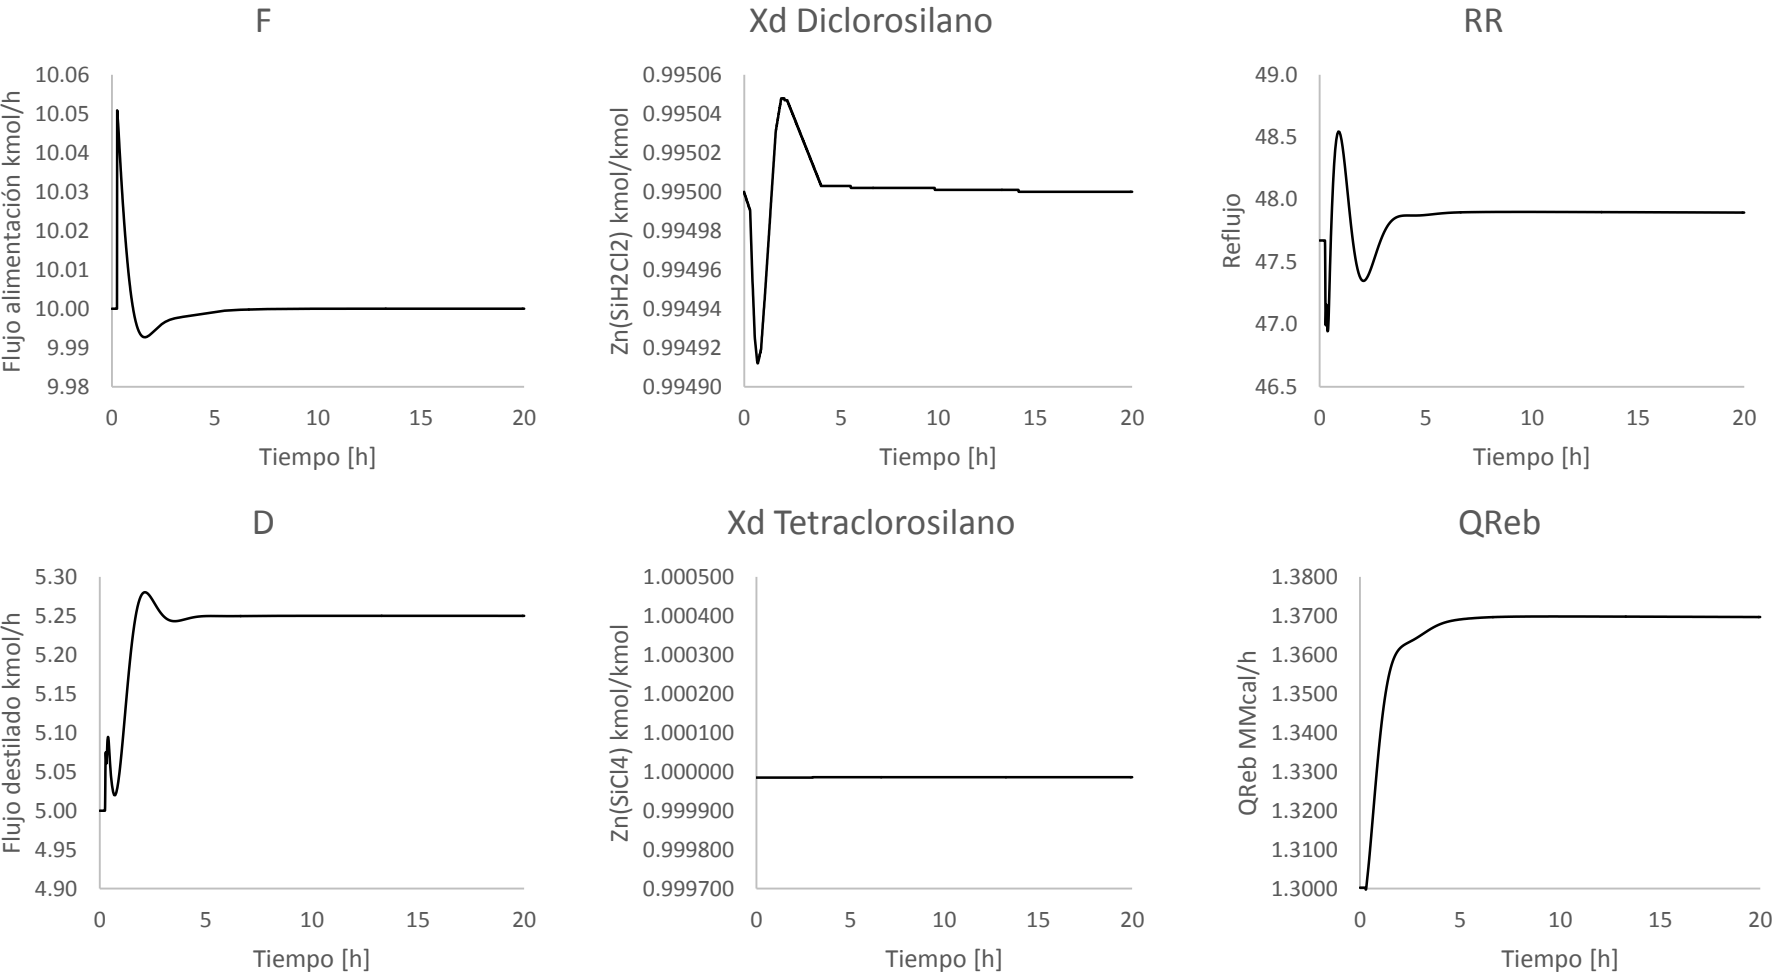 F
Flujo alimentación kmol/h
10.06
10.05
10.04
10.03
10.02
10.01
10.00
9.99
9.98
0 5 10 15 20
Tiempo [h]
Xd Diclorosilano
Zn(SiH2Cl2) kmol/kmol
0.99506
0.99504
0.99502
0.99500
0.99498
0.99496
0.99494
0.99492
0.99490
0 5 10 15 20
Tiempo [h]
RR
Reflujo
49.0
48.5
48.0
47.5
47.0
46.5
0 5 10 15 20
Tiempo [h]
D
Flujo destilado kmol/h
5.30
5.25
5.20
5.15
5.10
5.05
5.00
4.95
4.90
0 5 10 15 20
Tiempo [h]
Xd Tetraclorosilano
Zn(SiCl4) kmol/kmol
1.000500
1.000400
1.000300
1.000200
1.000100
1.000000
0.999900
0.999800
0.999700
0 5 10 15 20
Tiempo [h]
QReb
QReb MMcal/h
1.3800
1.3700
1.3600
1.3500
1.3400
1.3300
1.3200
1.3100
1.3000
0 5 10 15 20
Tiempo [h]